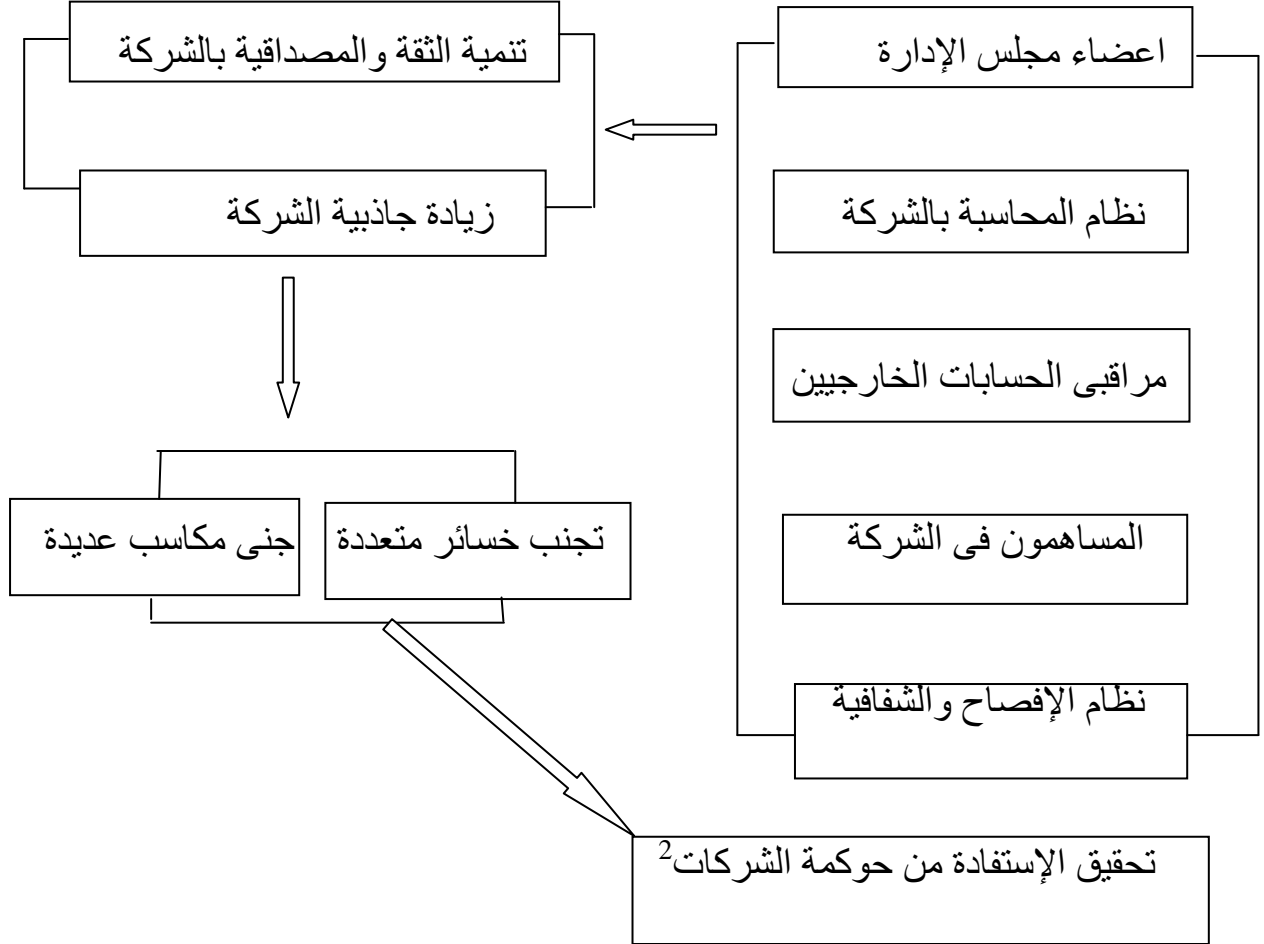 اعضاء مجلس الإدارة
تنمية الثقة والمصداقية بالشركة
نظام المحاسبة بالشركة
زيادة جاذبية الشركة
مراقبى الحسابات الخارجيين
المساهمون فى الشركة
تجنب خسائر متعددة
جنى مكاسب عديدة
نظام الإفصاح والشفافية
تحقيق الإستفادة من حوكمة الشركات2